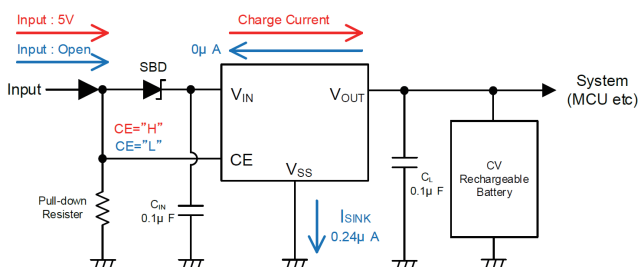 Input : 5V
Charge Current
Input : Open
0μ A
SBD
Input
VIN
VOUT
System
(MCU etc)
CE="H"
CE="L"
CE
VSS
CV
Rechargeable
Battery
Pull-down
Resister
CIN
0.1μ F
ISINK
0.24μ A
CL
0.1μ F